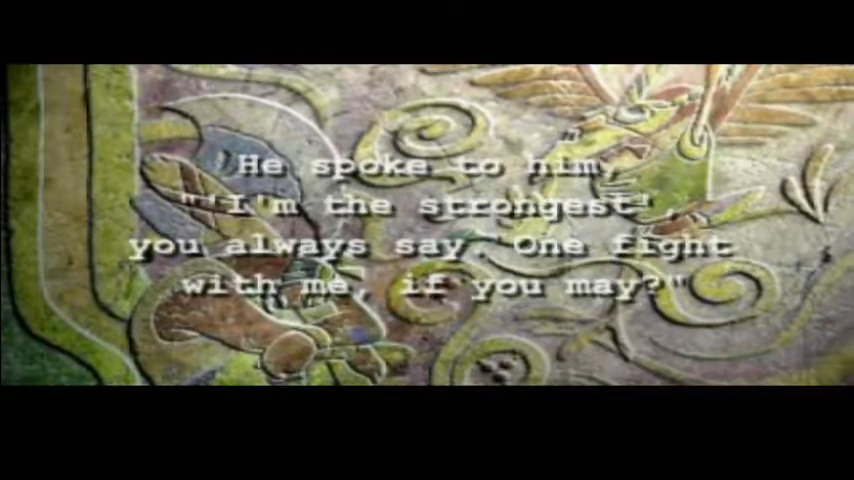 He spoke to him,
"'I'm the strongest',
you always say. One fight
with me, if you may?"